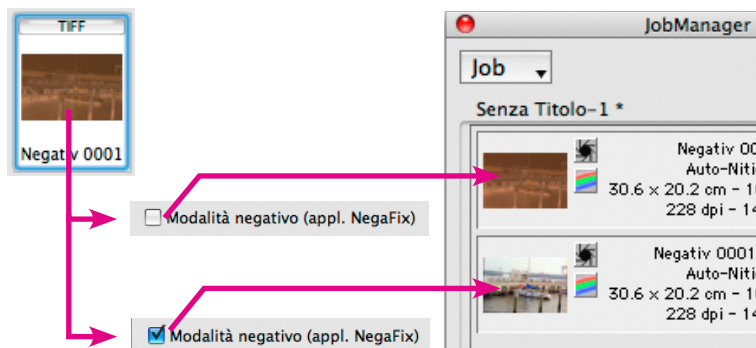 TIFF
Negativ 0001
Modalità negativo (appl. NegaFix)
Modalità negativo (appl. NegaFix)
JobManager
Job
Senza Titolo-1 *
Negativ 00
Auto-Niti
30.6 x 20.2 cm - 1
228 dpi - 14
Negativ 0001
Auto-Niti
30.6 x 20.2 cm - 1
228 dpi - 14